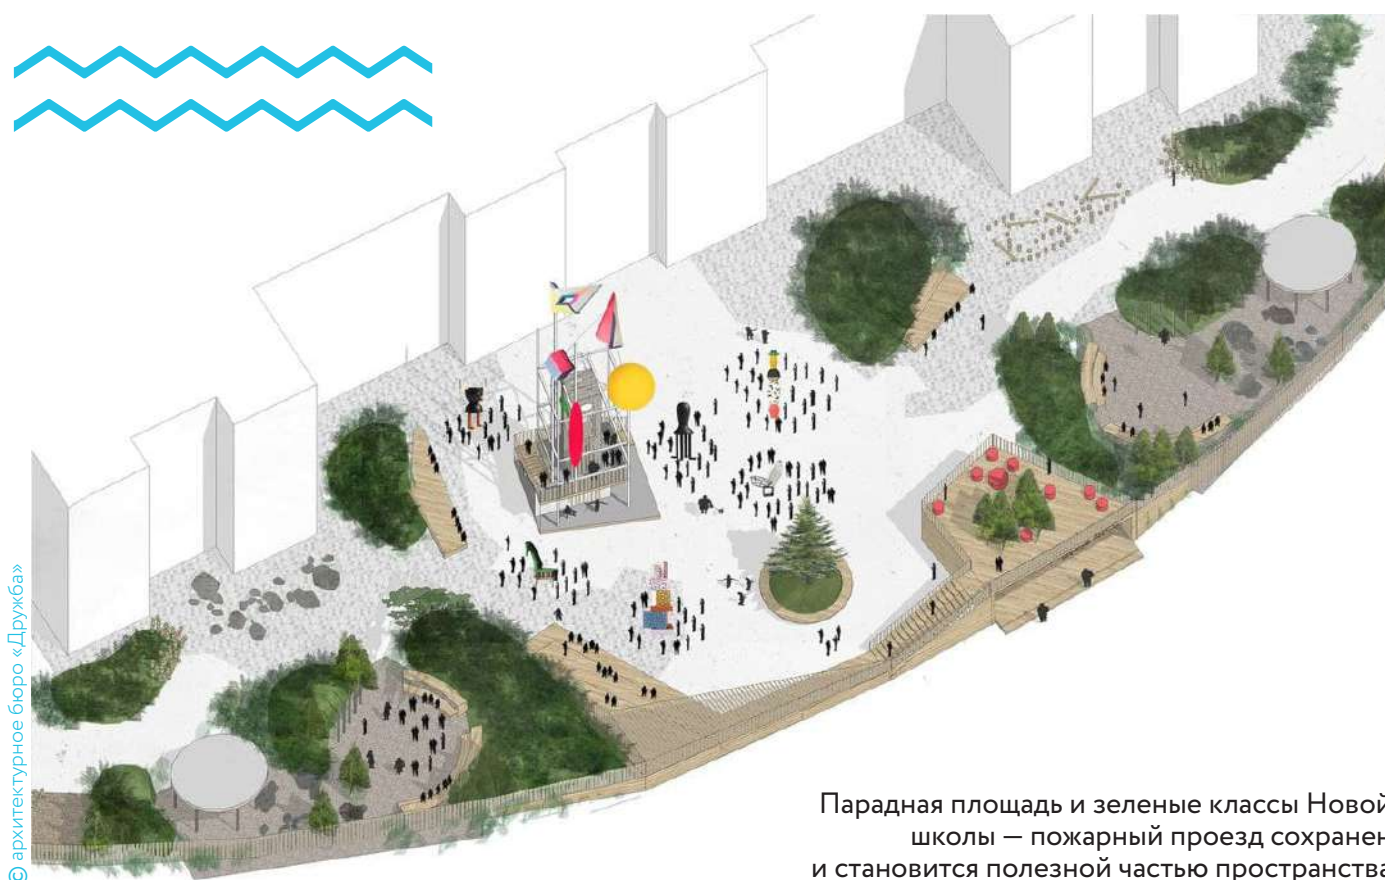 © архитектурное бюро «Дружба»
Парадная площадь и зеленые классы Новой
школы — пожарный проезд сохранен
и становится полезной частью пространства